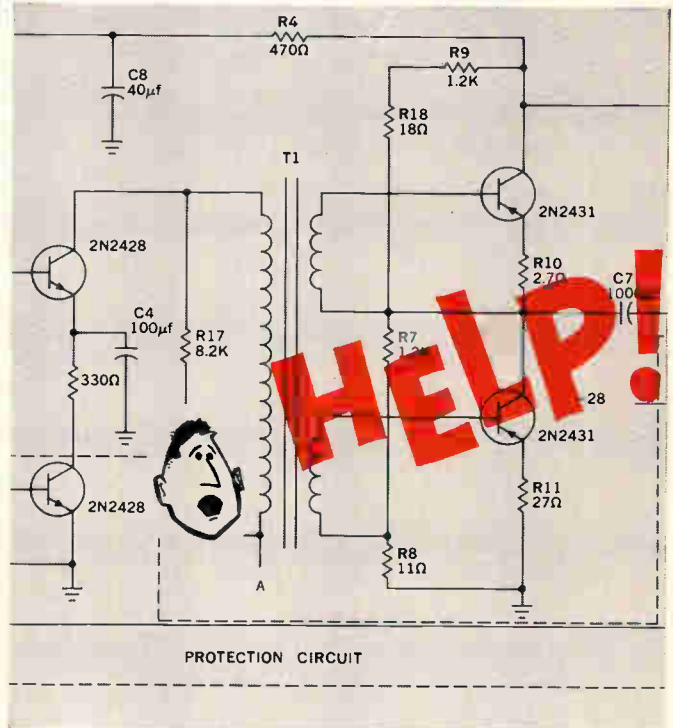 R4
470Ω
R9
1.2K
C8
40μf
R18
18Ω
T1
2N2428
2N2431
C4
100μf
R10
2.7Ω
C7
R17
8.2K
R7
330Ω
HELP!
28
2N2431
2N2428
R11
27Ω
R8
11Ω
A
PROTECTION CIRCUIT